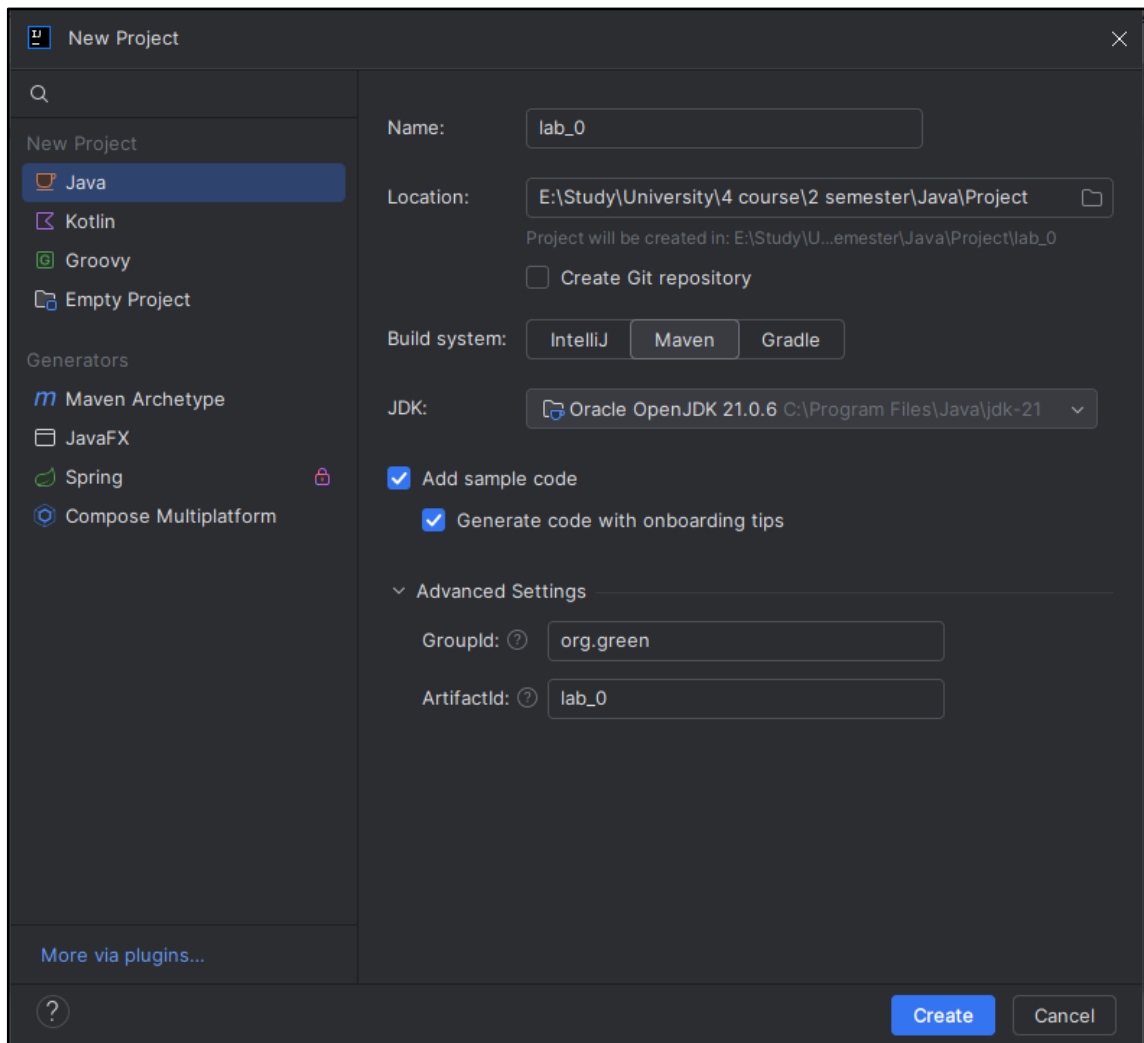 New Project
New Project
Java
Kotlin
Groovy
Empty Project
Generators
Maven Archetype
JavaFX
Spring
Compose Multiplatform
More via plugins...
Name: lab_0
Location: E:\Study\University\4 course\2 semester\Java\Project
Project will be created in: E:\Study\U...emester\Java\Project\lab_0
Create Git repository
Build system: IntelliJ Maven Gradle
JDK: Oracle OpenJDK 21.0.6 C:\Program Files\Java\jdk-21
Add sample code
Generate code with onboarding tips
Advanced Settings
GroupId: ? org.green
ArtifactId: ? lab_0
? Create Cancel